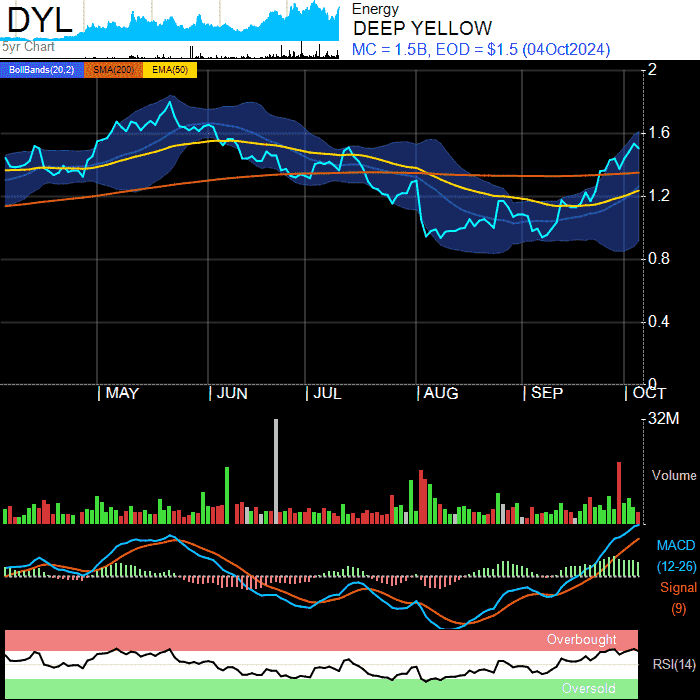 DYL
Energy
DEEP YELLOW
5yr Chart
MC = 1.5B, EOD = $1.5 (04Oct2024)
BollBands(20,2) SMA(200) EMA(50)
2
1.6
1.2
0.8
0.4
0
MAY JUN JUL AUG SEP OCT
32M
Volume
MACD
(12-26)
Signal
(9)
Overbought
RSI(14)
Oversold